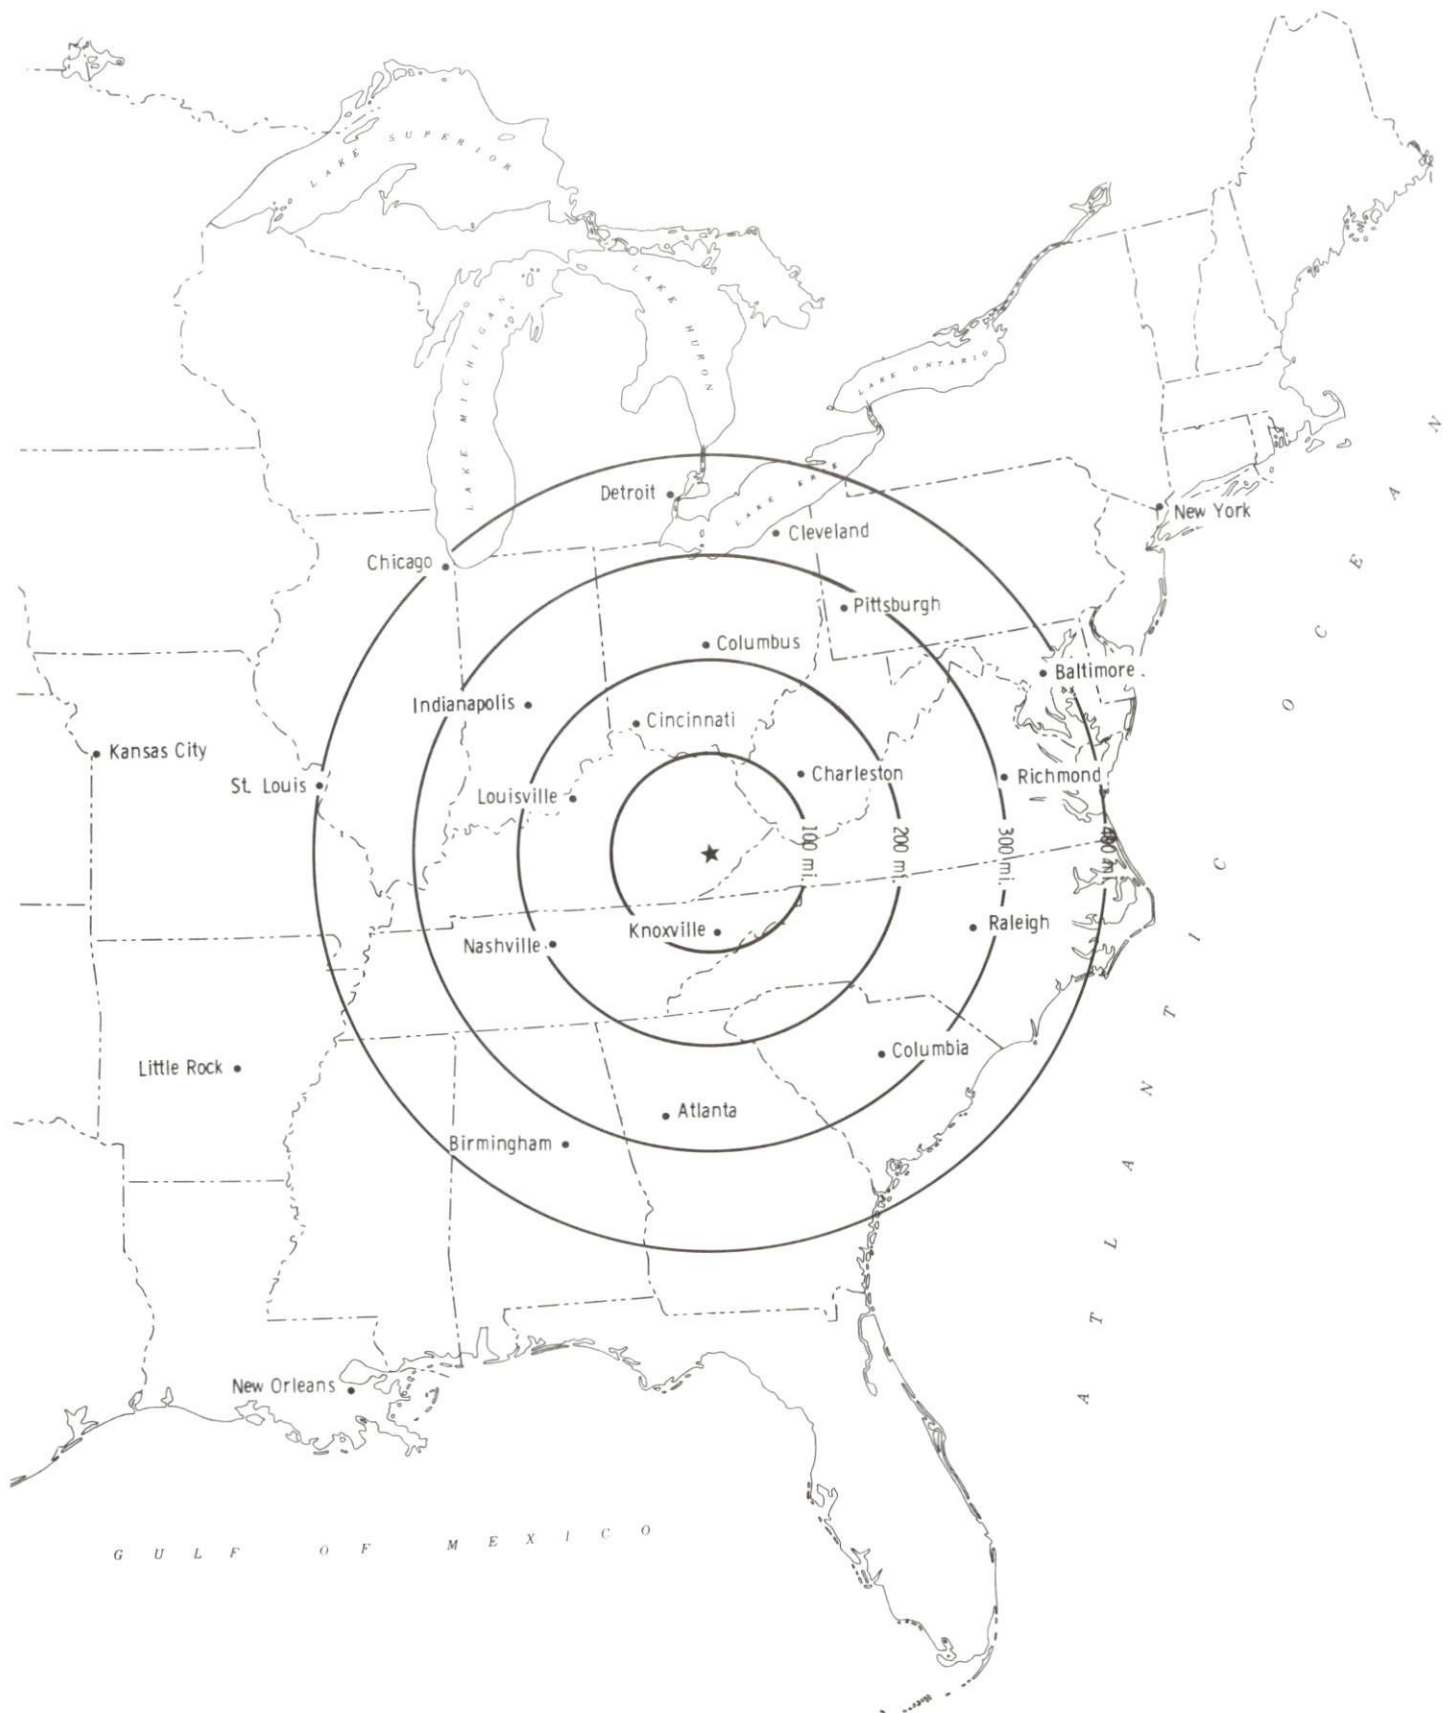 LAKE SUPERIOR
LAKE MICHIGAN
LAKE HURON
LAKE ONTARIO
LAKE ERIE
Detroit
Cleveland
New York
Chicago
Pittsburgh
Columbus
Baltimore
Indianapolis
Cincinnati
Kansas City
St. Louis
Charleston
Richmond
Louisville
100 mi.
200 mi.
300 mi.
400 mi.
Knoxville
Nashville
Raleigh
Little Rock
Columbia
Atlanta
Birmingham
New Orleans
ATLANTIC OCEAN
GULF OF MEXICO